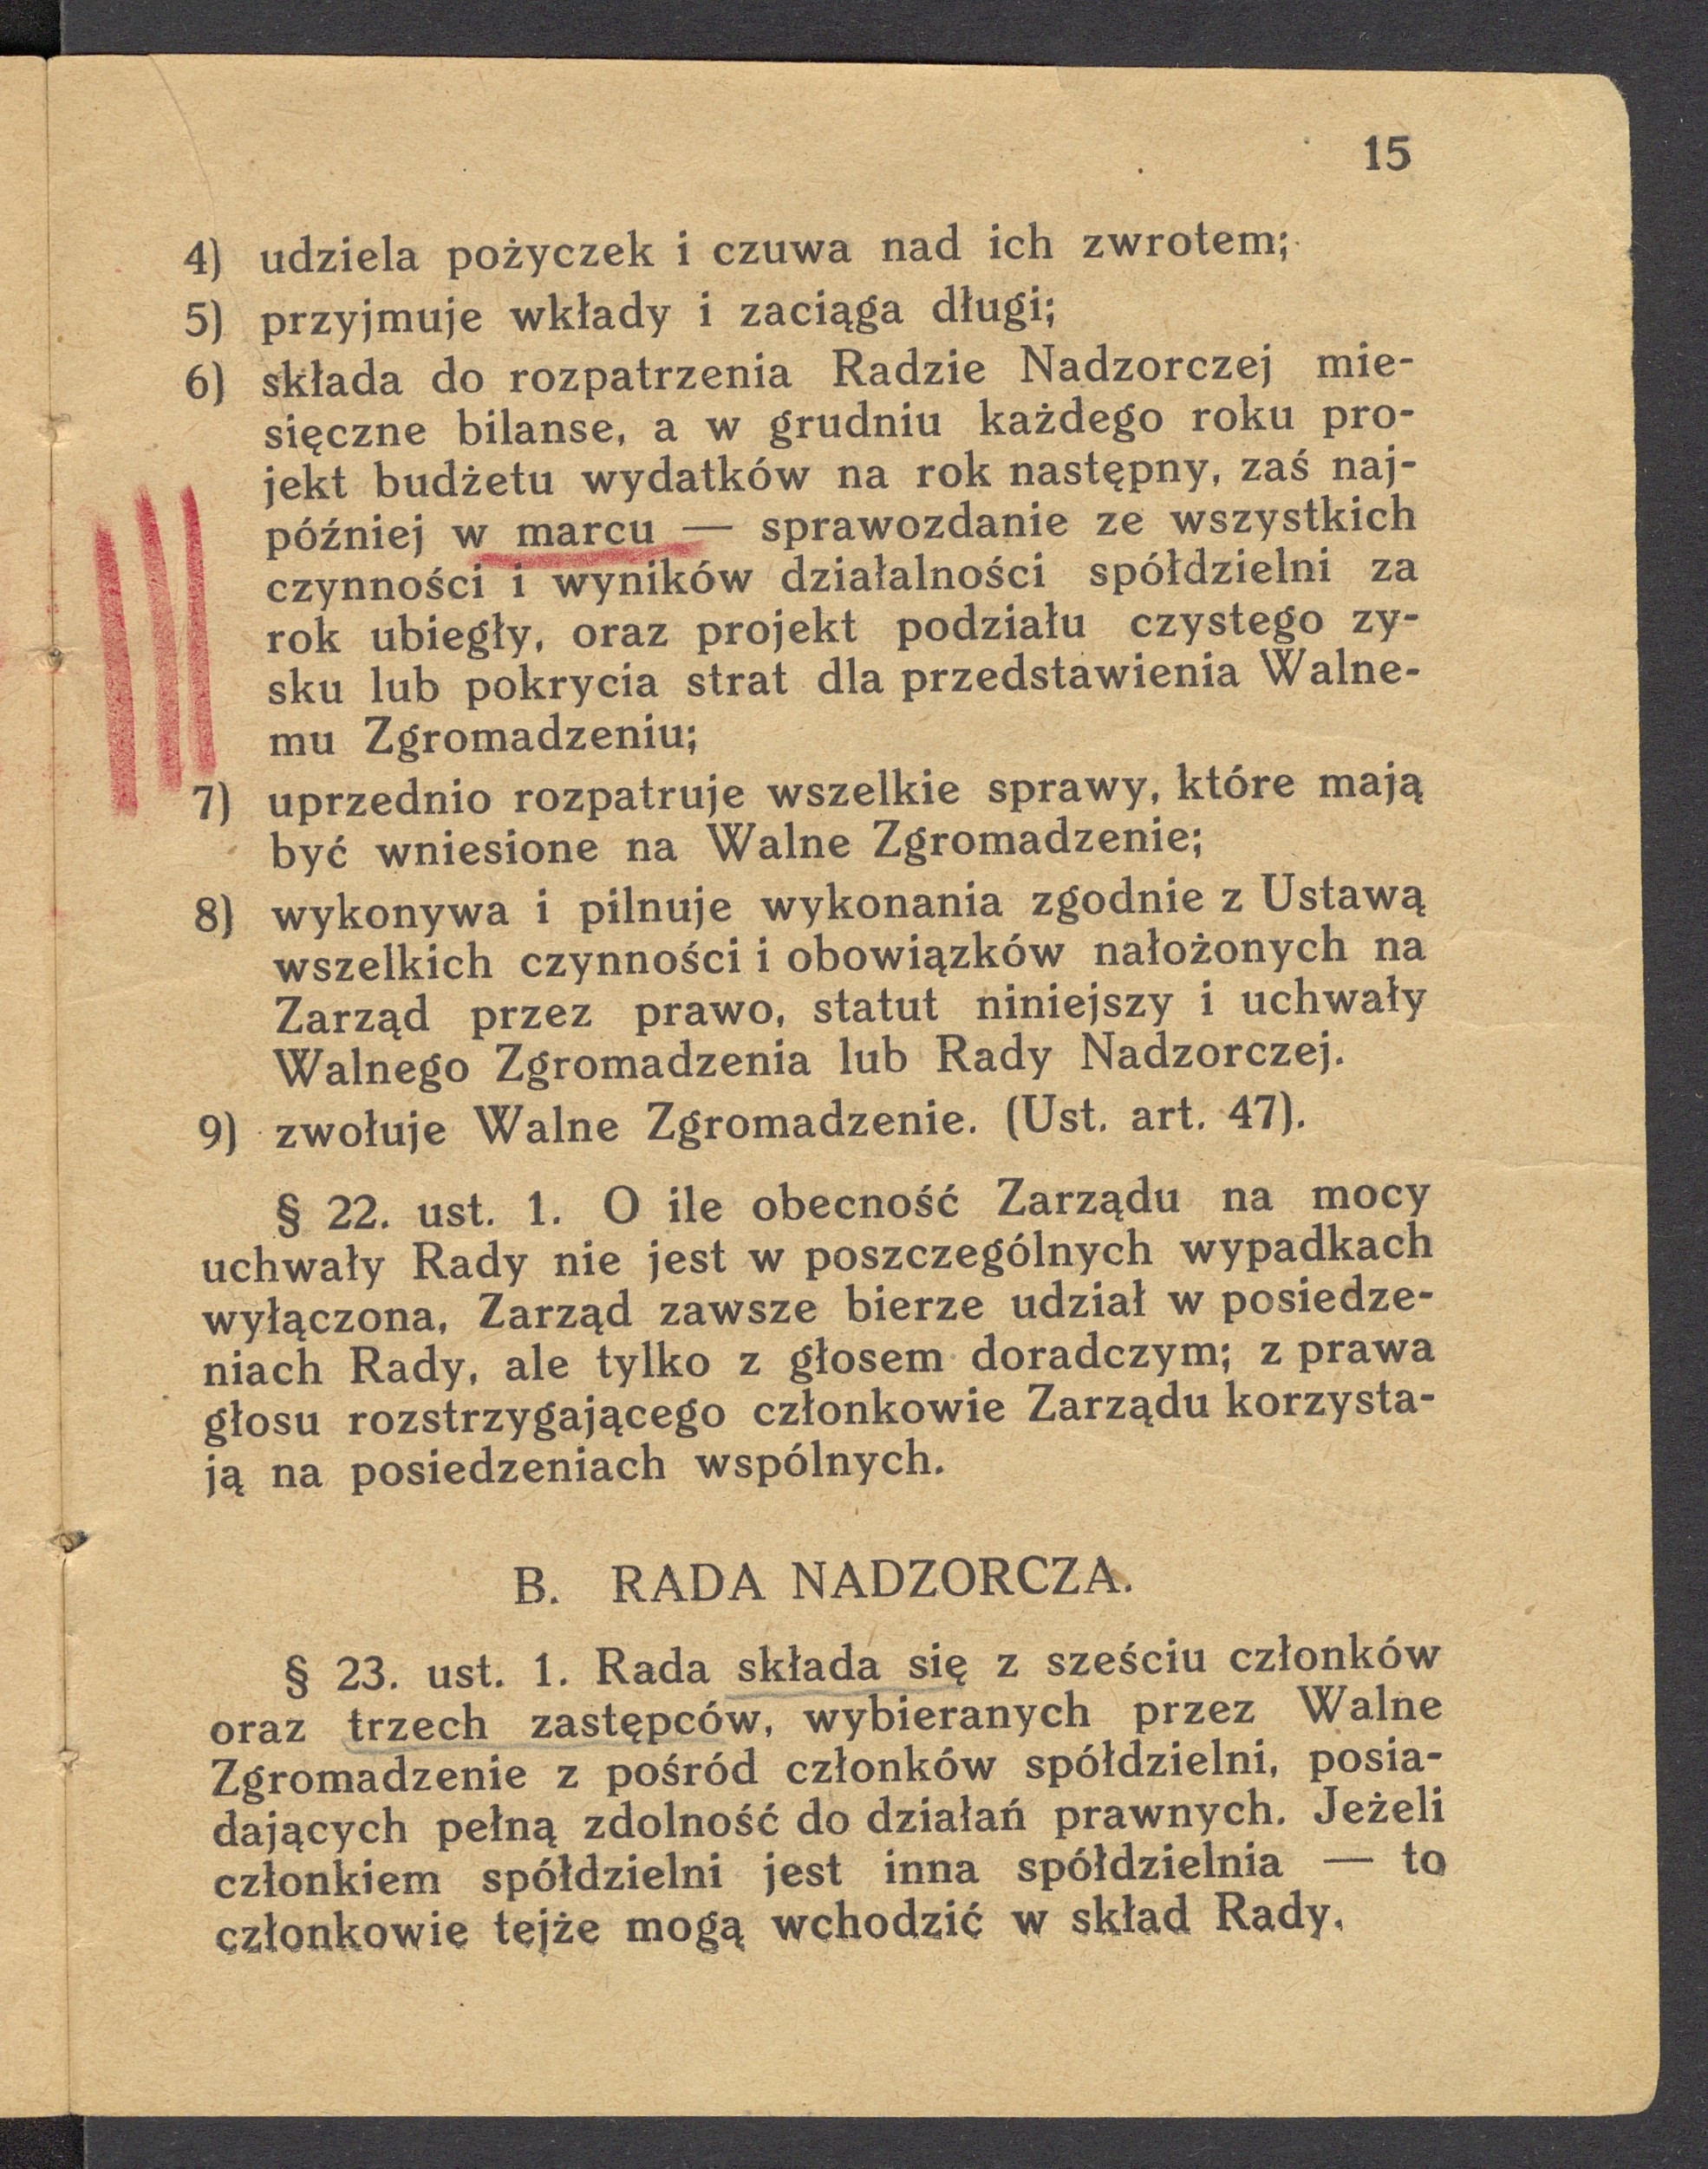 15
4) udziela pożyczek i czuwa nad ich zwrotem;
5) przyjmuje wkłady i zaciąga długi;
6) składa do rozpatrzenia Radzie Nadzorczej mie-
sięczne bilanse, a w grudniu każdego roku pro-
jekt budżetu wydatków na rok następny, zaś naj-
później w marcu — sprawozdanie ze wszystkich
czynności i wyników działalności spółdzielni za
rok ubiegły, oraz projekt podziału czystego zy-
sku lub pokrycia strat dla przedstawienia Walne-
mu Zgromadzeniu;
7) uprzednio rozpatruje wszelkie sprawy, które mają
być wniesione na Walne Zgromadzenie;
8) wykonywa i pilnuje wykonania zgodnie z Ustawą
wszelkich czynności i obowiązków nałożonych na
Zarząd przez prawo, statut niniejszy i uchwały
Walnego Zgromadzenia lub Rady Nadzorczej.
9) zwołuje Walne Zgromadzenie. (Ust. art. 47).
§ 22. ust. 1. O ile obecność Zarządu na mocy
uchwały Rady nie jest w poszczególnych wypadkach
wyłączona, Zarząd zawsze bierze udział w posiedze-
niach Rady, ale tylko z głosem doradczym; z prawa
głosu rozstrzygającego członkowie Zarządu korzysta-
ją na posiedzeniach wspólnych.
B. RADA NADZORCZA.
§ 23. ust. 1. Rada składa się z sześciu członków
oraz trzech zastępców, wybieranych przez Walne
Zgromadzenie z pośród członków spółdzielni, posia-
dających pełną zdolność do działań prawnych. Jeżeli
członkiem spółdzielni jest inna spółdzielnia — to
członkowie tejże mogą wchodzić w skład Rady.